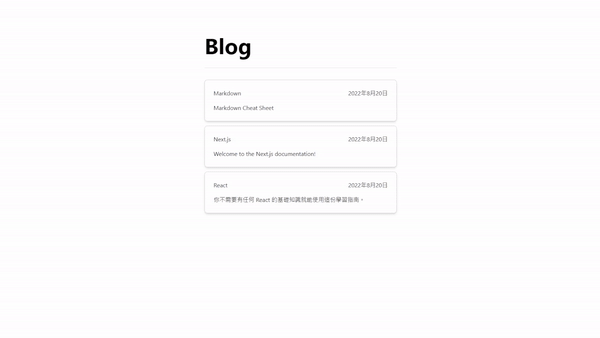 Blog
Markdown 2022年8月20日
Markdown Cheat Sheet
Next.js 2022年8月20日
Welcome to the Next.js documentation!
React 2022年8月20日
你不需要有任何 React 的基礎知識就能使用這份學習指南。